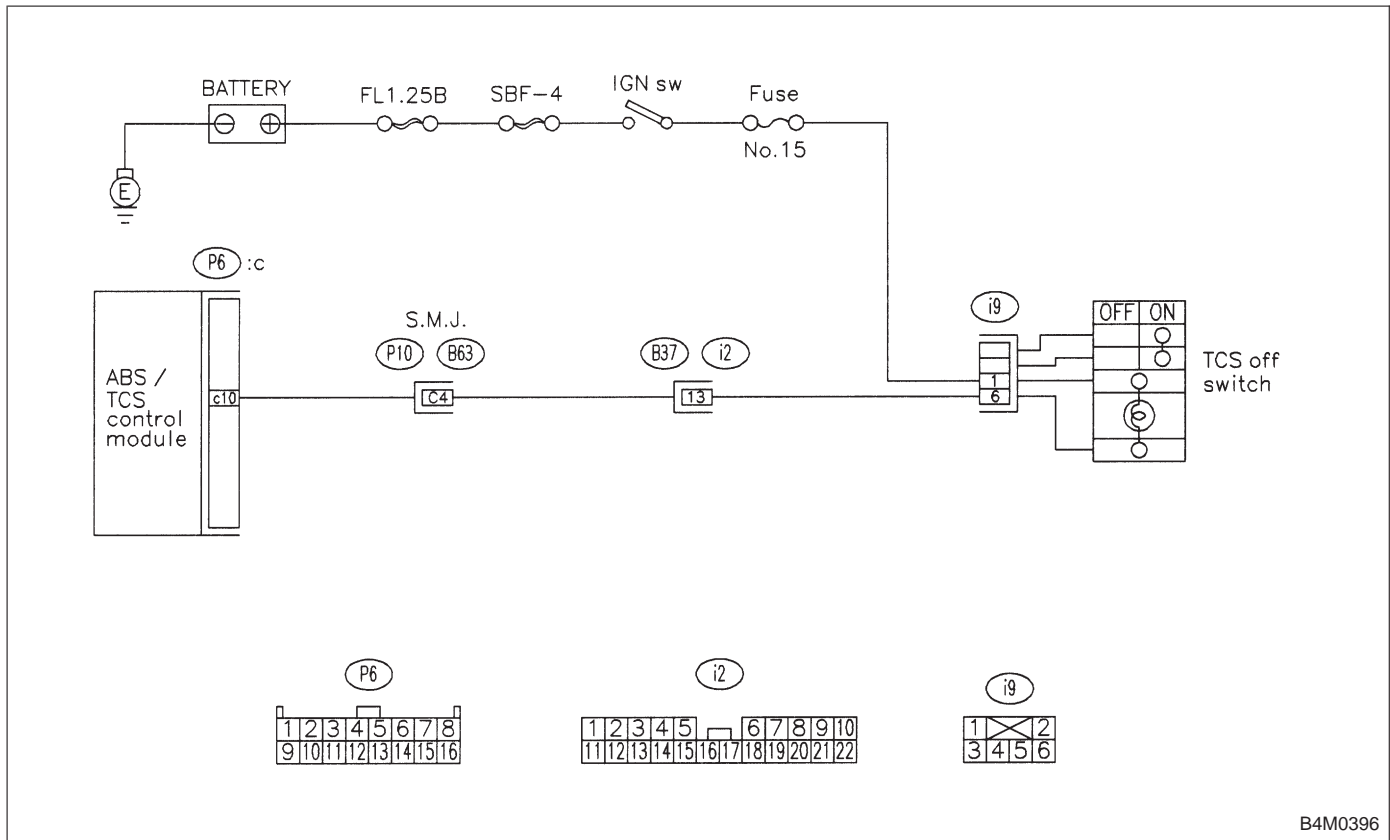 BATTERY
FL1.25B
SBF-4
IGN sw
Fuse
No.15
E
P6 :c
S.M.J.
P10 B63
B37 i2
i9
OFF ON
TCS off
switch
ABS /
TCS
control
module
c10
C4
13
1
6
P6
1 2 3 4 5 6 7 8
9 10 11 12 13 14 15 16
i2
1 2 3 4 5 6 7 8 9 10
11 12 13 14 15 16 17 18 19 20 21 22
i9
1 2
3 4 5 6
B4M0396